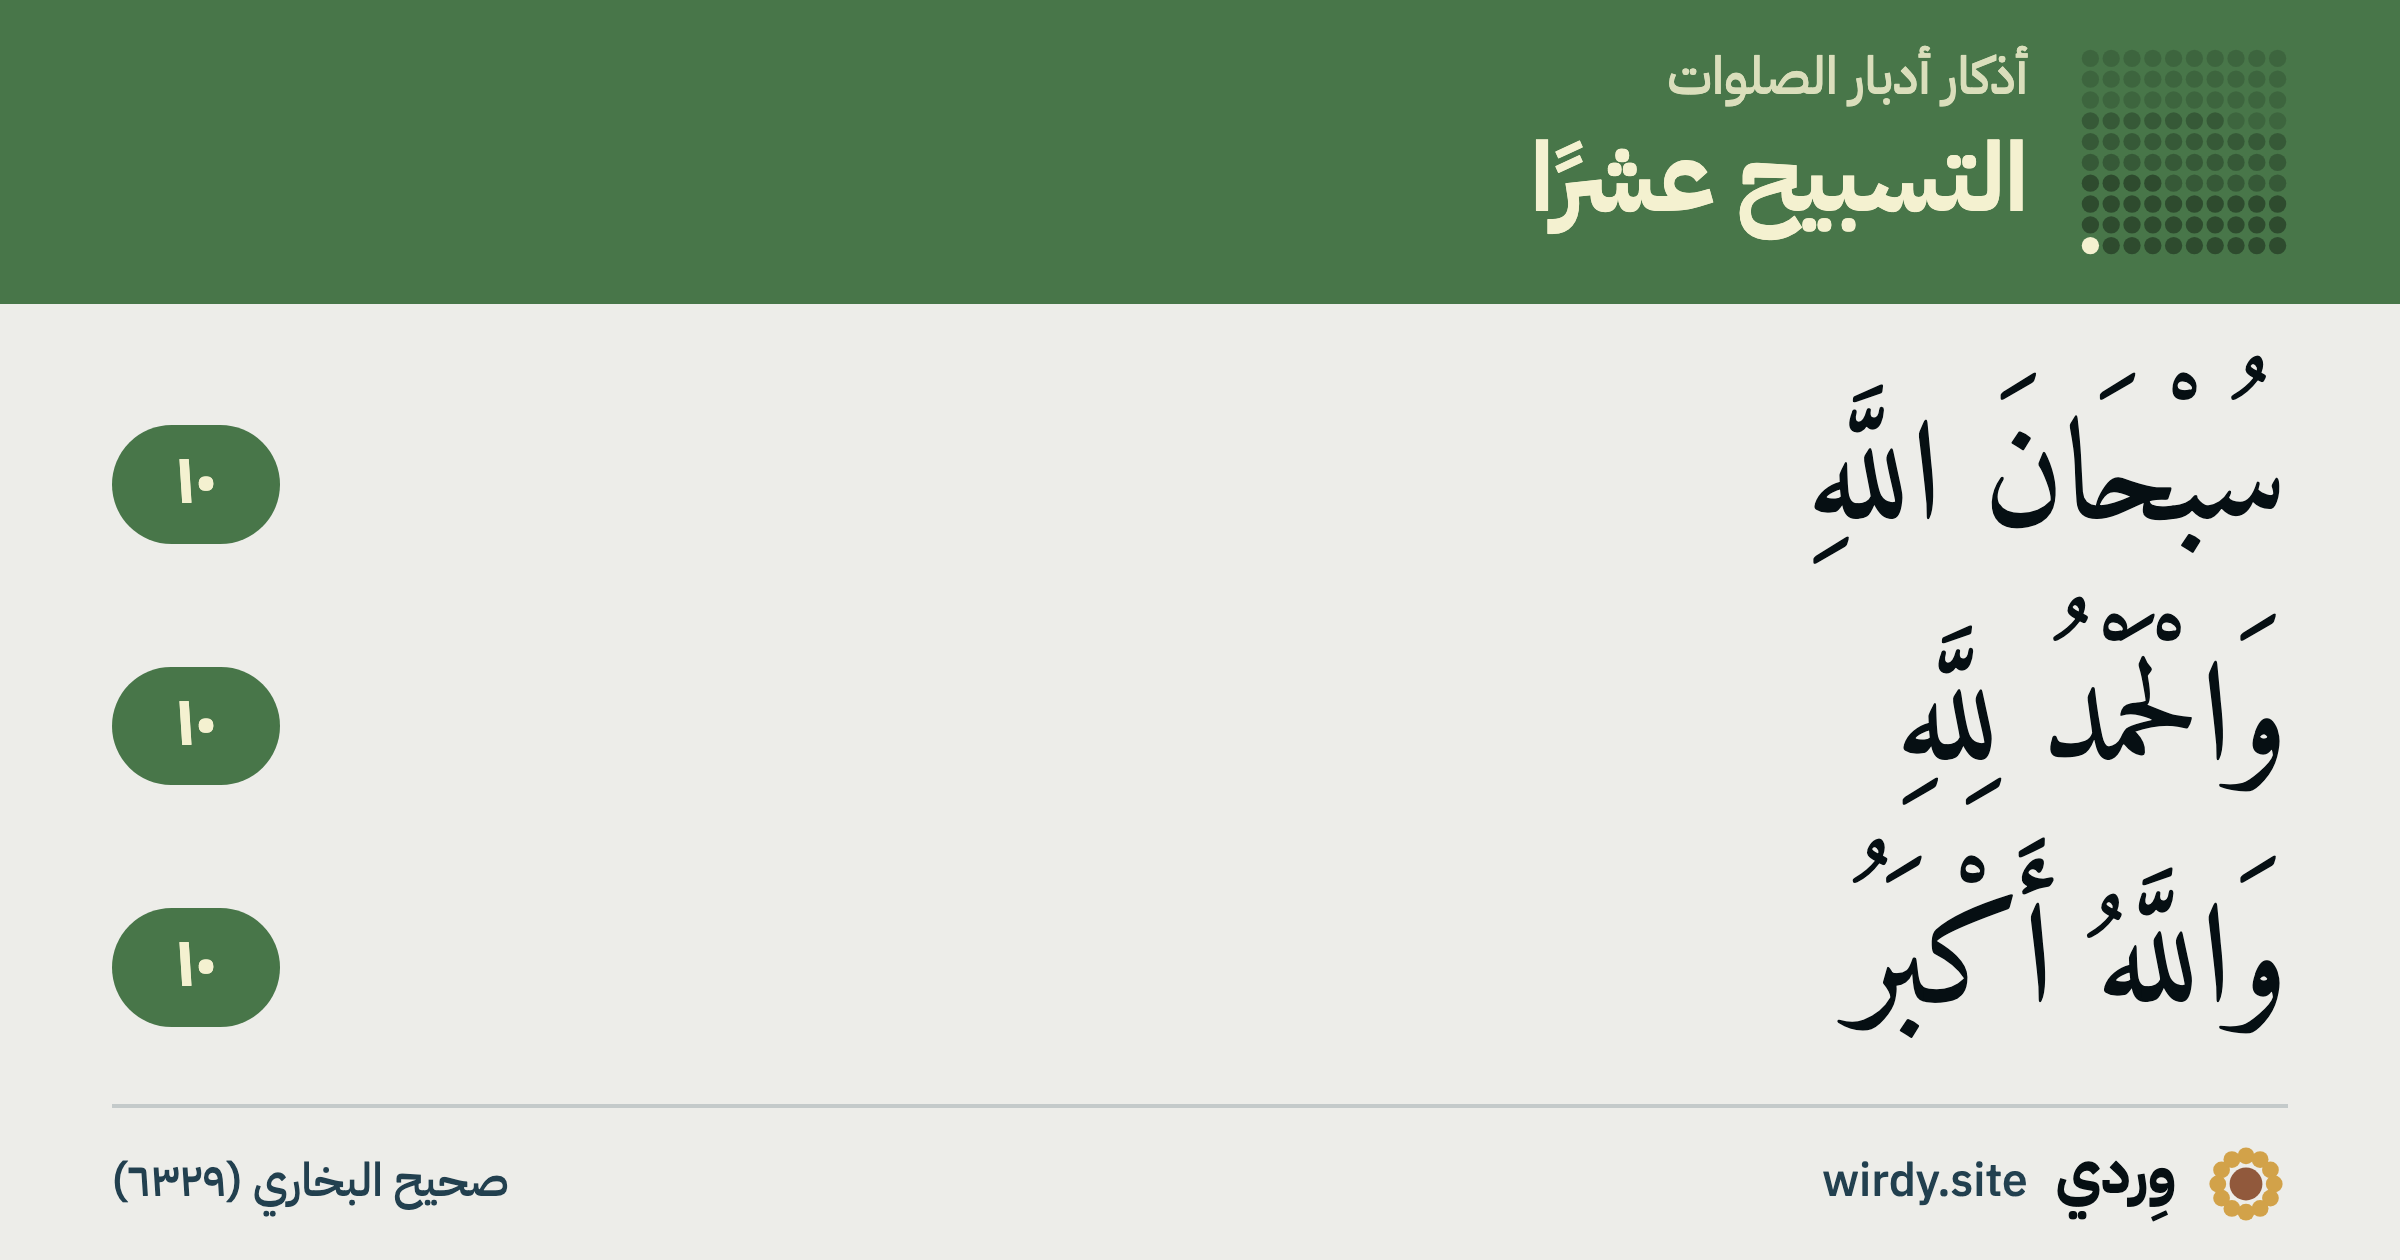 أذكار أدبار الصلوات
التسبيح عشرًا
سُبْحَانَ اللَّهِ ١٠
وَالْحَمْدُ لِلَّهِ ١٠
وَاللَّهُ أَكْبَرُ ١٠
وِردي wirdy.site صحيح البخاري (٦٣٢٩)